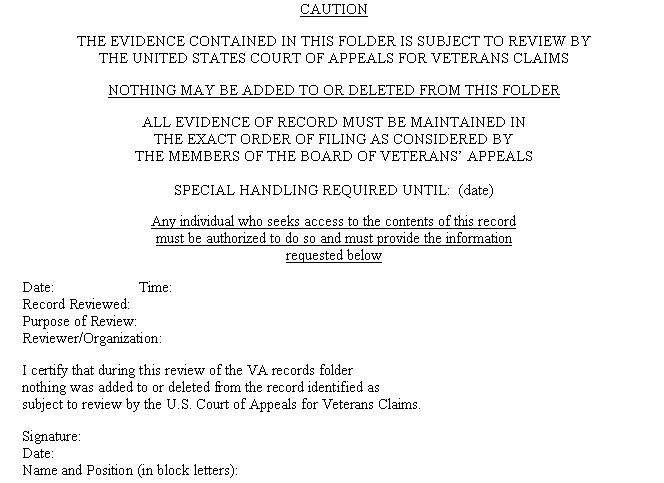 CAUTION
THE EVIDENCE CONTAINED IN THIS FOLDER IS SUBJECT TO REVIEW BY
THE UNITED STATES COURT OF APPEALS FOR VETERANS CLAIMS
NOTHING MAY BE ADDED TO OR DELETED FROM THIS FOLDER
ALL EVIDENCE OF RECORD MUST BE MAINTAINED IN
THE EXACT ORDER OF FILING AS CONSIDERED BY
THE MEMBERS OF THE BOARD OF VETERANS’ APPEALS
SPECIAL HANDLING REQUIRED UNTIL: (date)
Any individual who seeks access to the contents of this record
must be authorized to do so and must provide the information
requested below
Date: Time:
Record Reviewed:
Purpose of Review:
Reviewer/Organization:
I certify that during this review of the VA records folder
nothing was added to or deleted from the record identified as
subject to review by the U.S. Court of Appeals for Veterans Claims.
Signature:
Date:
Name and Position (in block letters):